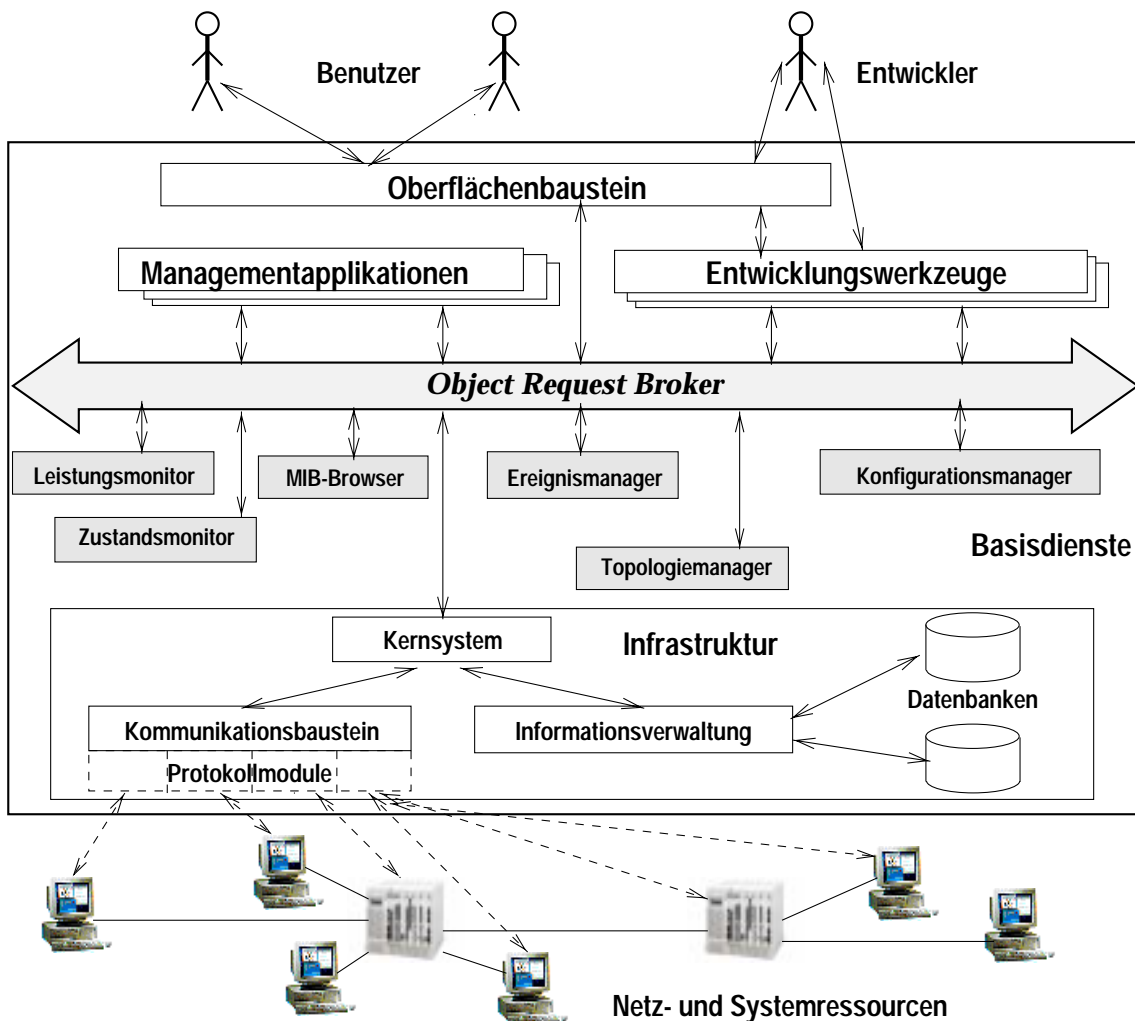 Benutzer
Entwickler
Oberflächenbaustein
Managementapplikationen
Entwicklungswerkzeuge
Object Request Broker
Leistungsmonitor
MIB-Browser
Ereignismanager
Konfigurationsmanager
Zustandsmonitor
Topologiemanager
Basisdienste
Kernsystem
Infrastruktur
Datenbanken
Kommunikationsbaustein
Informationsverwaltung
Protokollmodule
Netz- und Systemressourcen